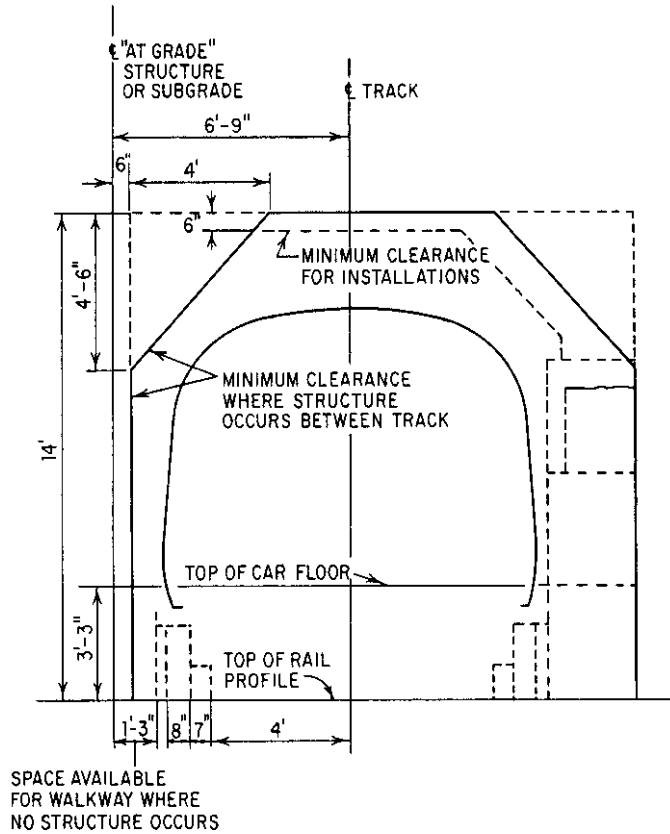 ℄ "AT GRADE"
STRUCTURE
OR SUBGRADE
℄ TRACK
6'-9"
6"
4'
6"
MINIMUM CLEARANCE
FOR INSTALLATIONS
4'-6"
MINIMUM CLEARANCE
WHERE STRUCTURE
OCCURS BETWEEN TRACK
14'
TOP OF CAR FLOOR
3'-3"
TOP OF RAIL
PROFILE
1'-3"
8"
7"
4'
SPACE AVAILABLE
FOR WALKWAY WHERE
NO STRUCTURE OCCURS